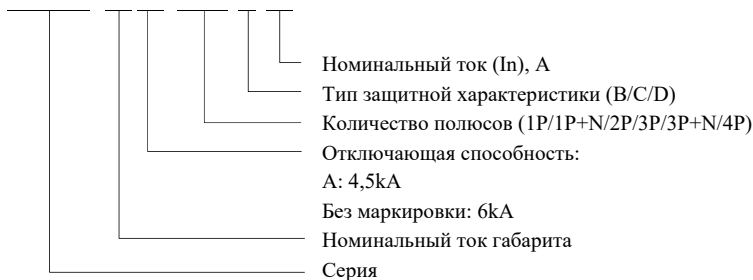 Номинальный ток (In), А
Тип защитной характеристики (B/C/D)
Количество полюсов (1P/1P+N/2P/3P/3P+N/4P)
Отключающая способность:
А: 4,5kA
Без маркировки: 6kA
Номинальный ток габарита
Серия